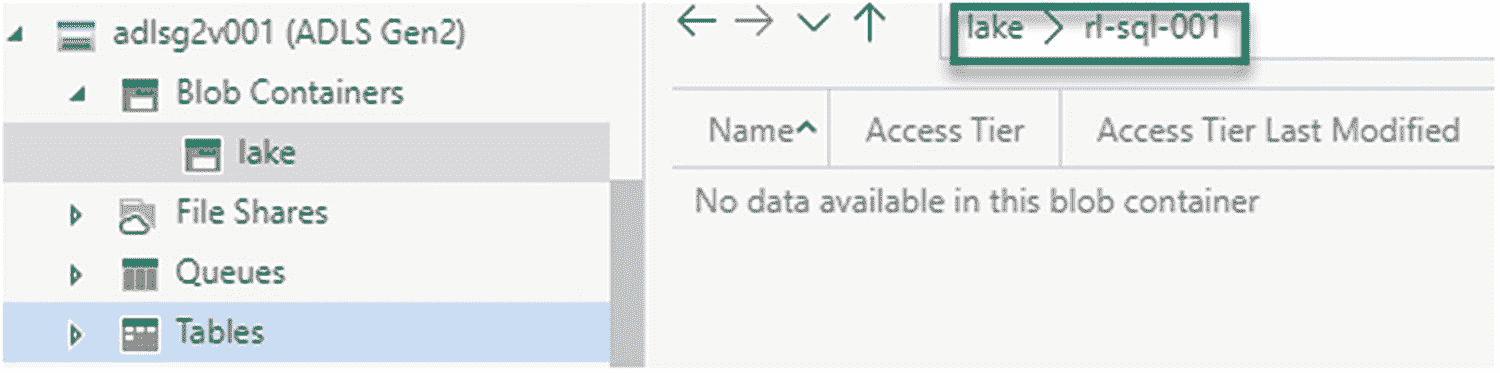 adlsg2v001 (ADLS Gen2)
Blob Containers
lake
File Shares
Queues
Tables
lake > rl-sql-001
Name Access Tier Access Tier Last Modified
No data available in this blob container